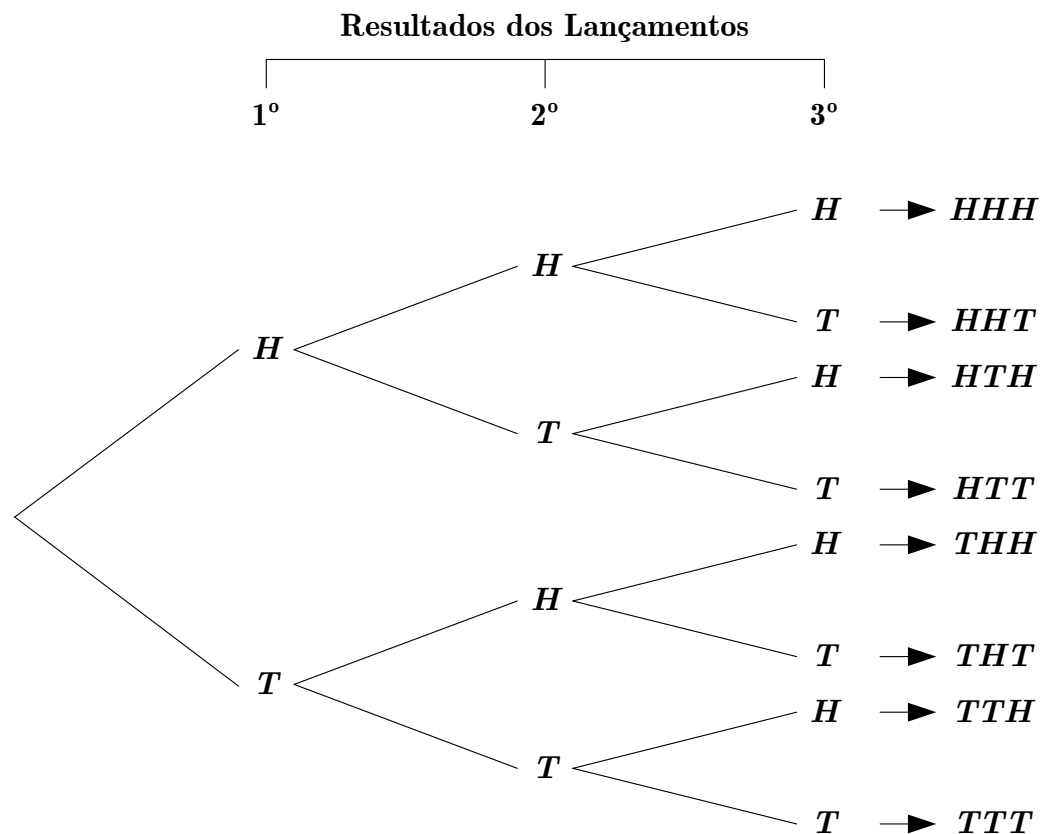 Resultados dos Lançamentos
1º 2º 3º
H HHH
H
T HHT
H
H HTH
T
T HTT
H THH
H
T THT
T
H TTH
T
T TTT